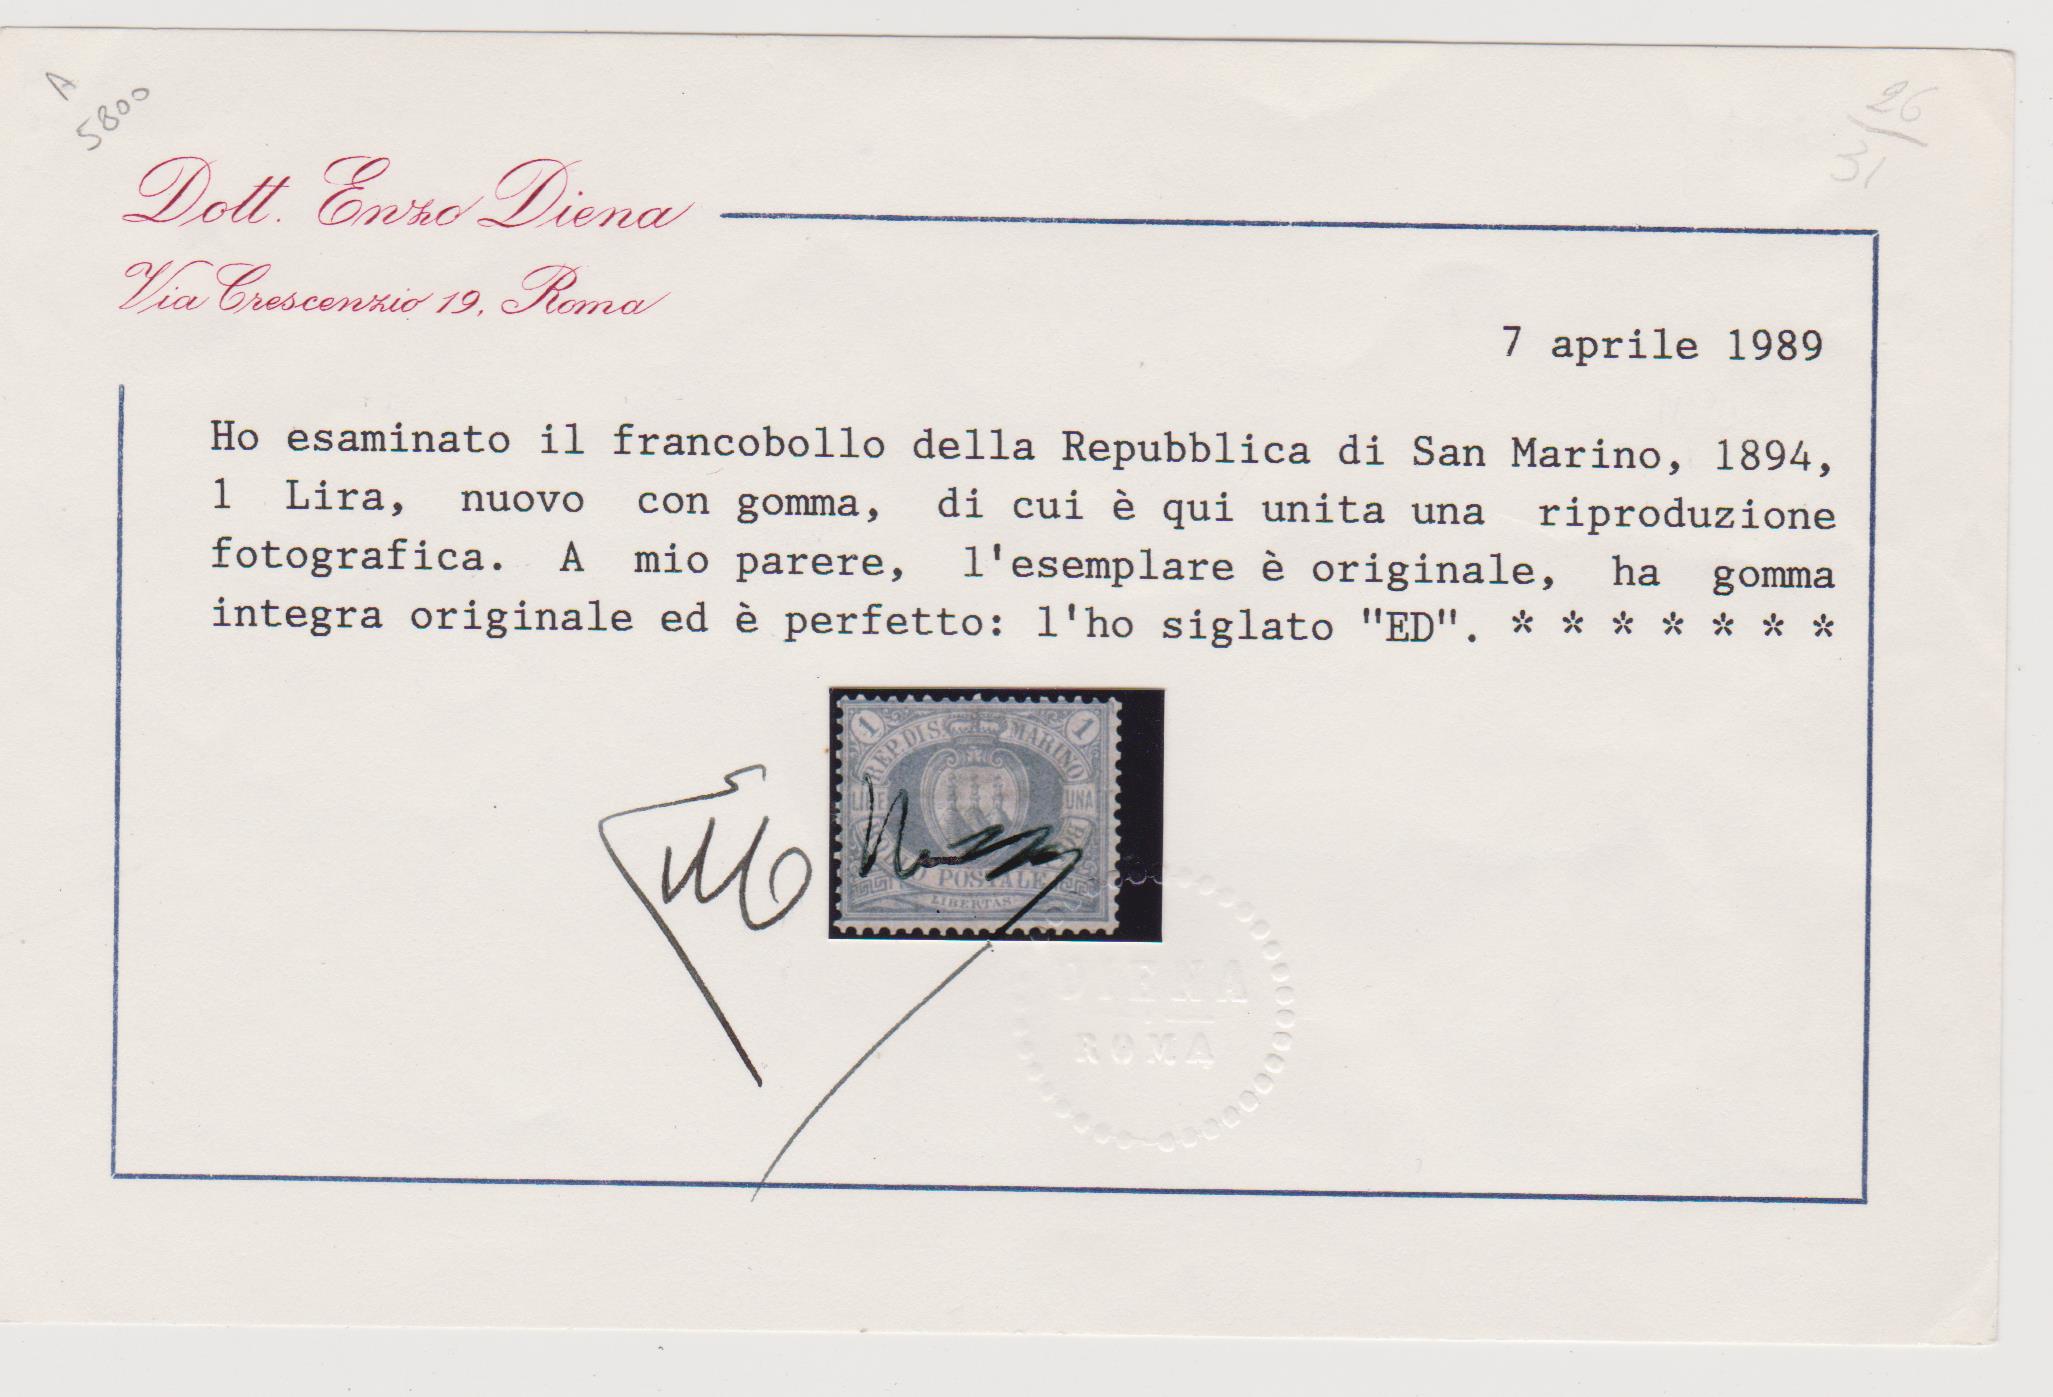 A
5800
26
31
Dott. Enzo Diena
Via Crescenzio 19, Roma
7 aprile 1989
Ho esaminato il francobollo della Repubblica di San Marino, 1894,
1 Lira, nuovo con gomma, di cui è qui unita una riproduzione
fotografica. A mio parere, l'esemplare è originale, ha gomma
integra originale ed è perfetto: l'ho siglato "ED". * * * * * * *
1 REP. DI S. MARINO 1
UNA
POSTALE
LIBERTAS
DIENA
ROMA